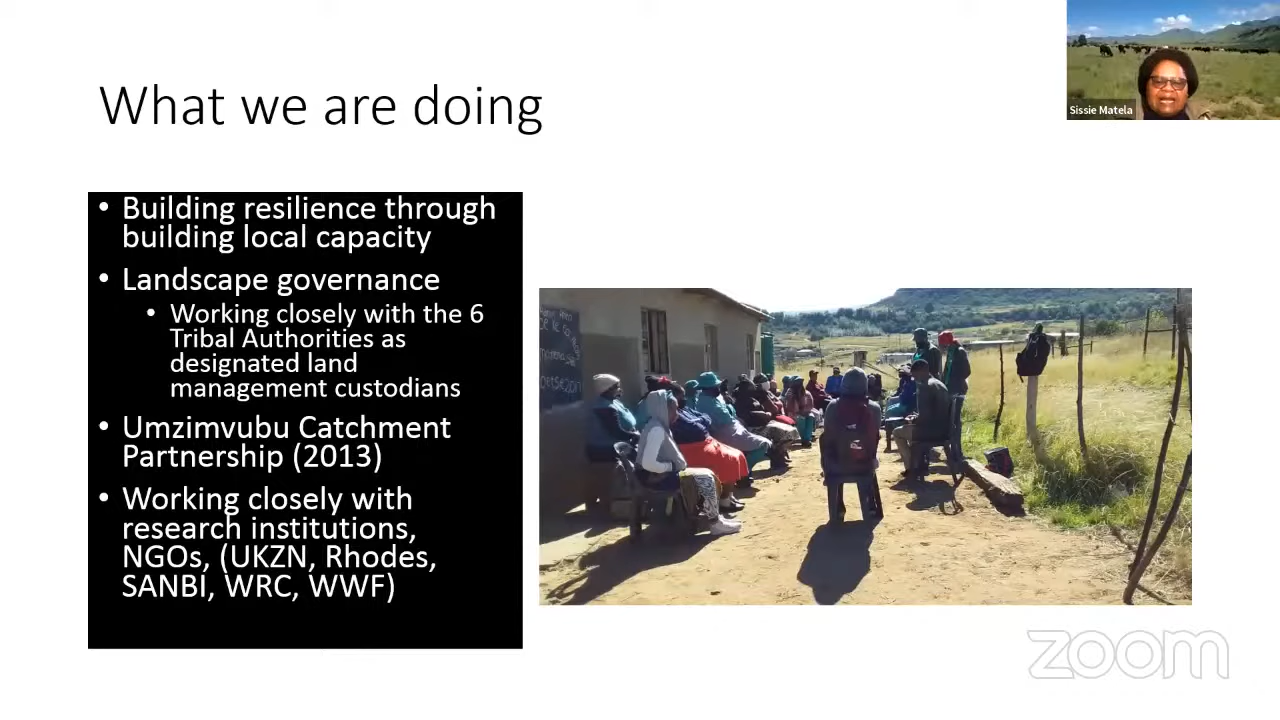 What we are doing
Sissie Matela
• Building resilience through
building local capacity
• Landscape governance
• Working closely with the 6
Tribal Authorities as
designated land
management custodians
• Umzimvubu Catchment
Partnership (2013)
• Working closely with
research institutions,
NGOs, (UKZN, Rhodes,
SANBI, WRC, WWF)
zoom